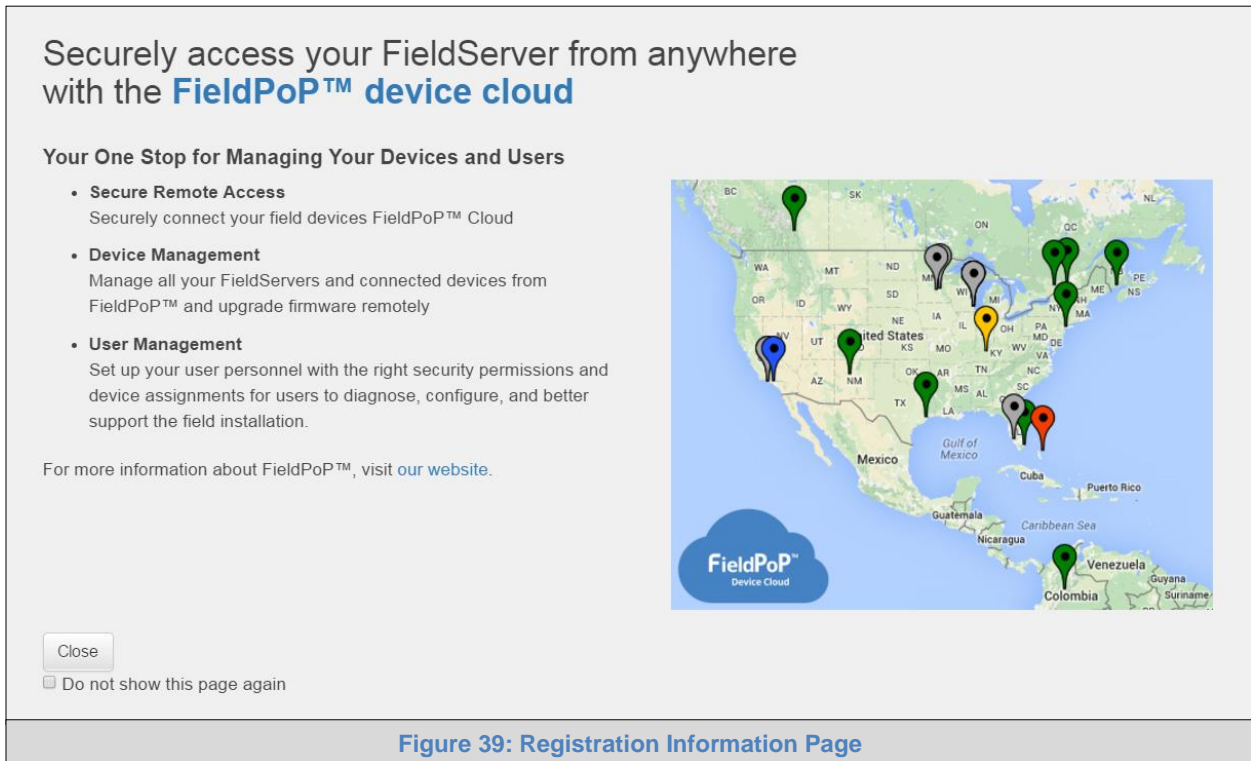 Securely access your FieldServer from anywhere
with the FieldPoP™ device cloud
Your One Stop for Managing Your Devices and Users
• Secure Remote Access
Securely connect your field devices FieldPoP™ Cloud
• Device Management
Manage all your FieldServers and connected devices from
FieldPoP™ and upgrade firmware remotely
• User Management
Set up your user personnel with the right security permissions and
device assignments for users to diagnose, configure, and better
support the field installation.
For more information about FieldPoP™, visit our website.
BC
SK
NL
ON
QC
WA
MT
ND
MN
PE
OR
ID
SD
WI
MI
ME
NS
WY
NY
NH
MA
NE
IA
IL
OH
PA
NV
UT
United States
MD
DE
KS
MO
KY
WV
VA
AZ
NM
OK
AR
TN
NC
TX
MS
AL
SC
LA
Gulf of
Mexico
Mexico
Cuba
Puerto Rico
Guatemala
Caribbean Sea
Nicaragua
Venezuela
Guyana
Colombia
Suriname
FieldPoP™
Device Cloud
Close
Do not show this page again
Figure 39: Registration Information Page